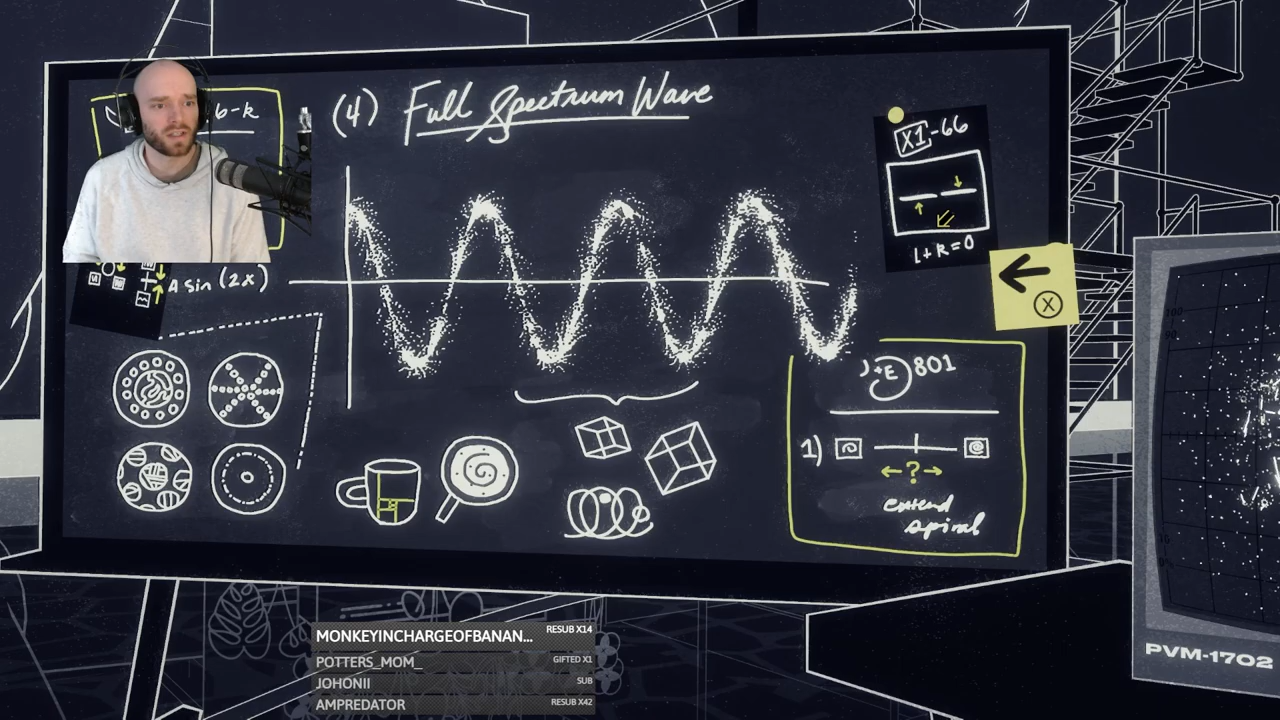 6-k
(4) Full Spectrum Wave
X1-66
1+k=0
A sin (2x)
X
+E 801
1)
?
extend
spiral
PVM-1702
MONKEYINCHARGEOFBANAN... RESUB X14
POTTERS_MOM_ GIFTED X1
JOHONII SUB
AMPREDATOR RESUB X42